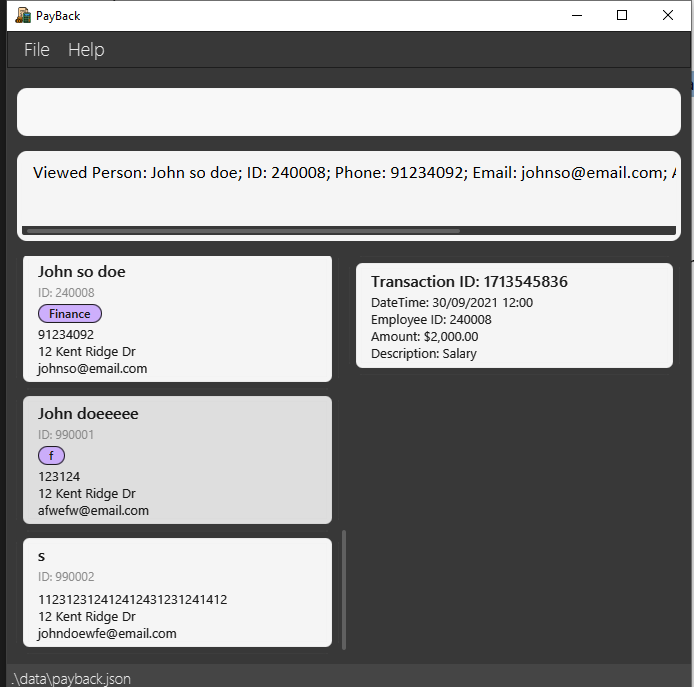 PayBack
File Help
Viewed Person: John so doe; ID: 240008; Phone: 91234092; Email: johnso@email.com;
John so doe
ID: 240008
Finance
91234092
12 Kent Ridge Dr
johnso@email.com
John doeeeee
ID: 990001
f
123124
12 Kent Ridge Dr
afwefw@email.com
s
ID: 990002
112312312412412431231241412
12 Kent Ridge Dr
johndoewfe@email.com
Transaction ID: 1713545836
DateTime: 30/09/2021 12:00
Employee ID: 240008
Amount: $2,000.00
Description: Salary
.\data\payback.json